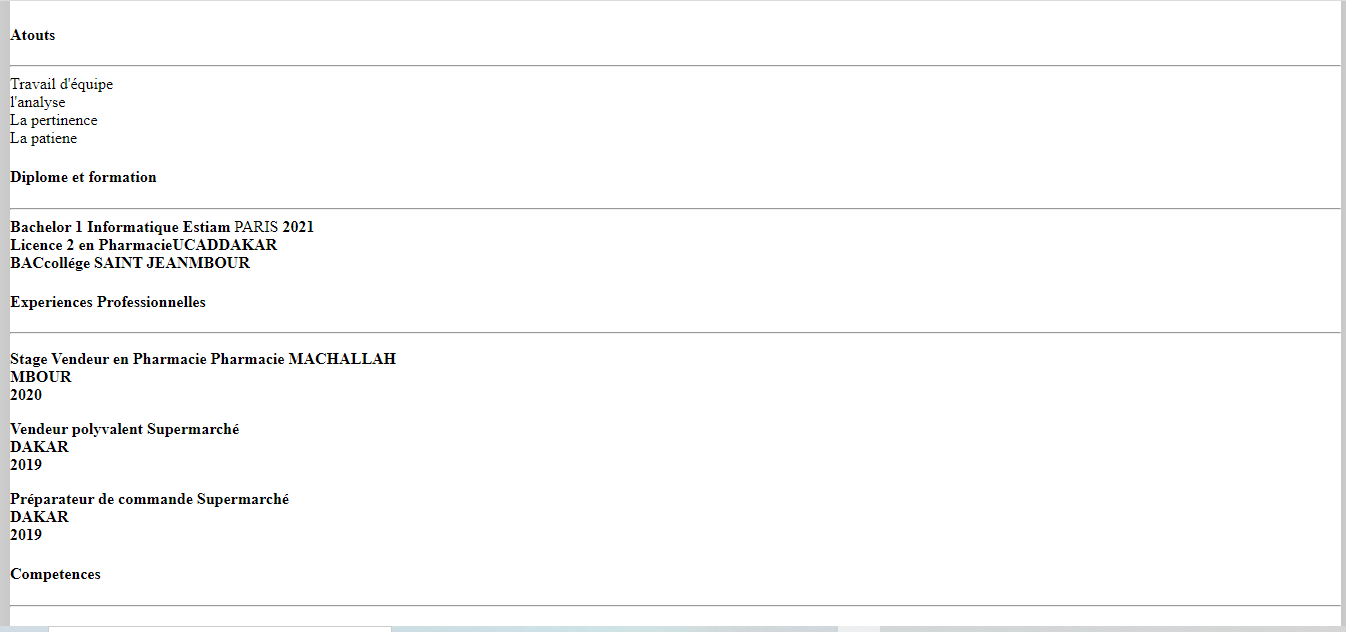 Atouts
Travail d'équipe
l'analyse
La pertinence
La patiene
Diplome et formation
Bachelor 1 Informatique Estiam PARIS 2021
Licence 2 en PharmacieUCADDAKAR
BACcollége SAINT JEANMBOUR
Experiences Professionnelles
Stage Vendeur en Pharmacie Pharmacie MACHALLAH
MBOUR
2020
Vendeur polyvalent Supermarché
DAKAR
2019
Préparateur de commande Supermarché
DAKAR
2019
Competences